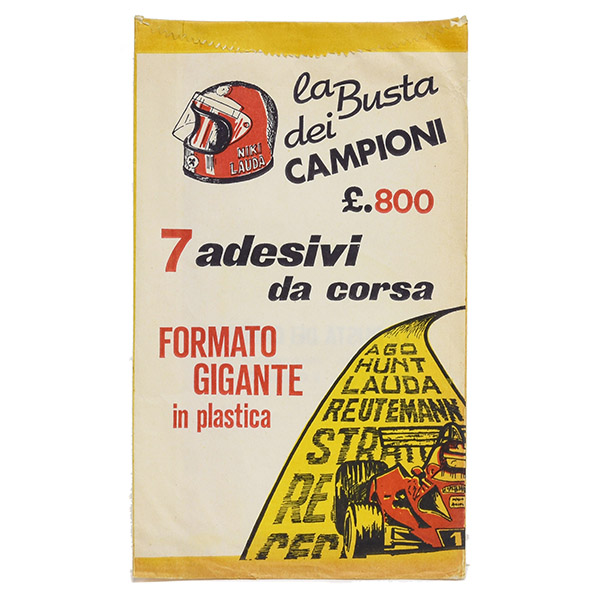 NIKI
LAUDA
la Busta
dei
CAMPIONI
£.800
7 adesivi
da corsa
FORMATO
GIGANTE
in plastica
AGO
HUNT
LAUDA
REUTEMANN
1